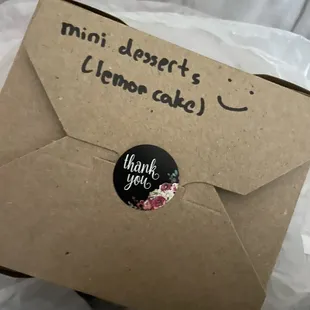 mini desserts
(lemon cake)
thank
you